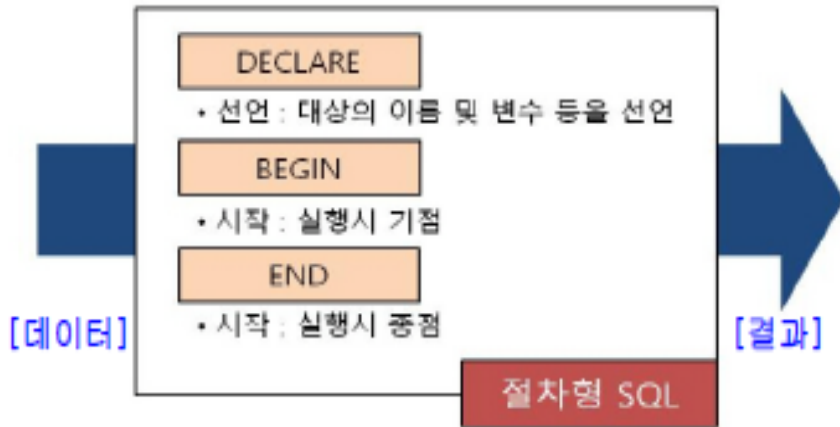 DECLARE
• 선언 : 대상의 이름 및 변수 등을 선언
BEGIN
• 시작 : 실행시 기점
END
• 시작 : 실행시 종점
[데이터]
[결과]
절차형 SQL